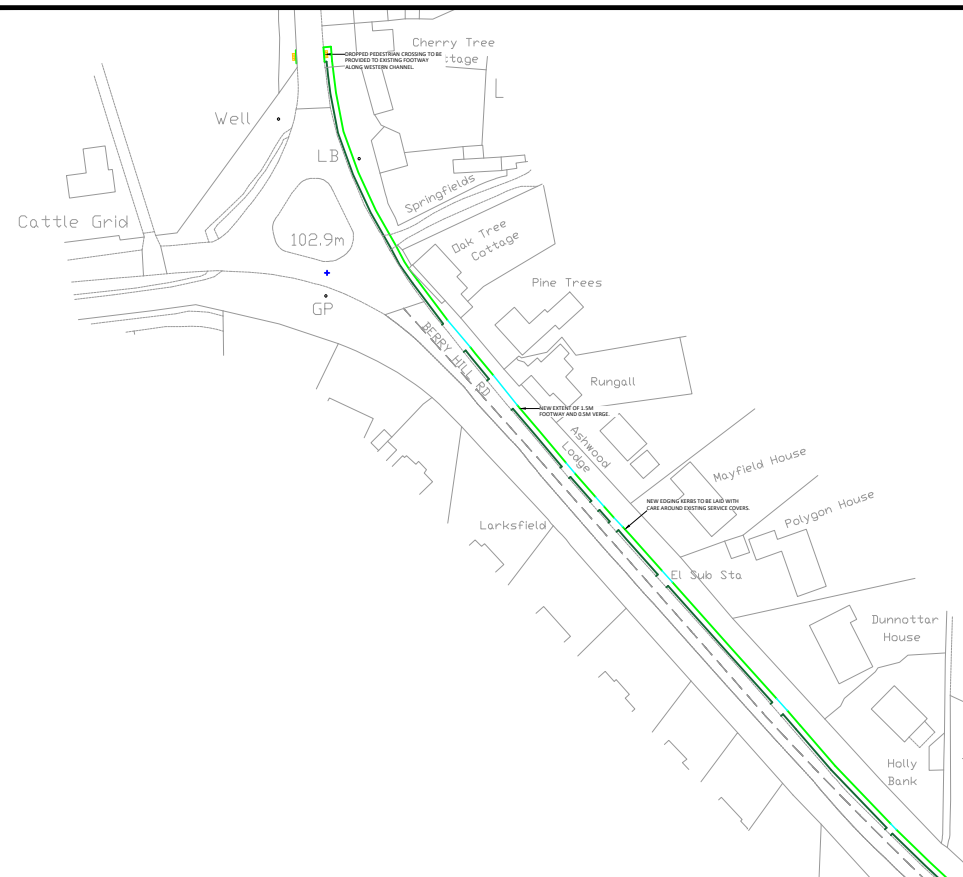 Cherry Tree
ttage
DROPPED PEDESTRIAN CROSSING TO BE
PROVIDED TO EXISTING FOOTWAY
ALONG WESTERN CHANNEL.
L
Well
LB
Springfields
Cattle Grid
102.9m
Oak Tree
Cottage
Pine Trees
GP
BERRY HILL RD
Rungall
NEW EXTENT OF 1.5M
FOOTWAY AND 0.5M VERGE.
Ashwood
Lodge
Mayfield House
NEW EDGING KERBS TO BE LAID WITH
CARE AROUND EXISTING SERVICE COVERS.
Polygon House
Larksfield
El Sub Sta
Dunnottar
House
Holly
Bank